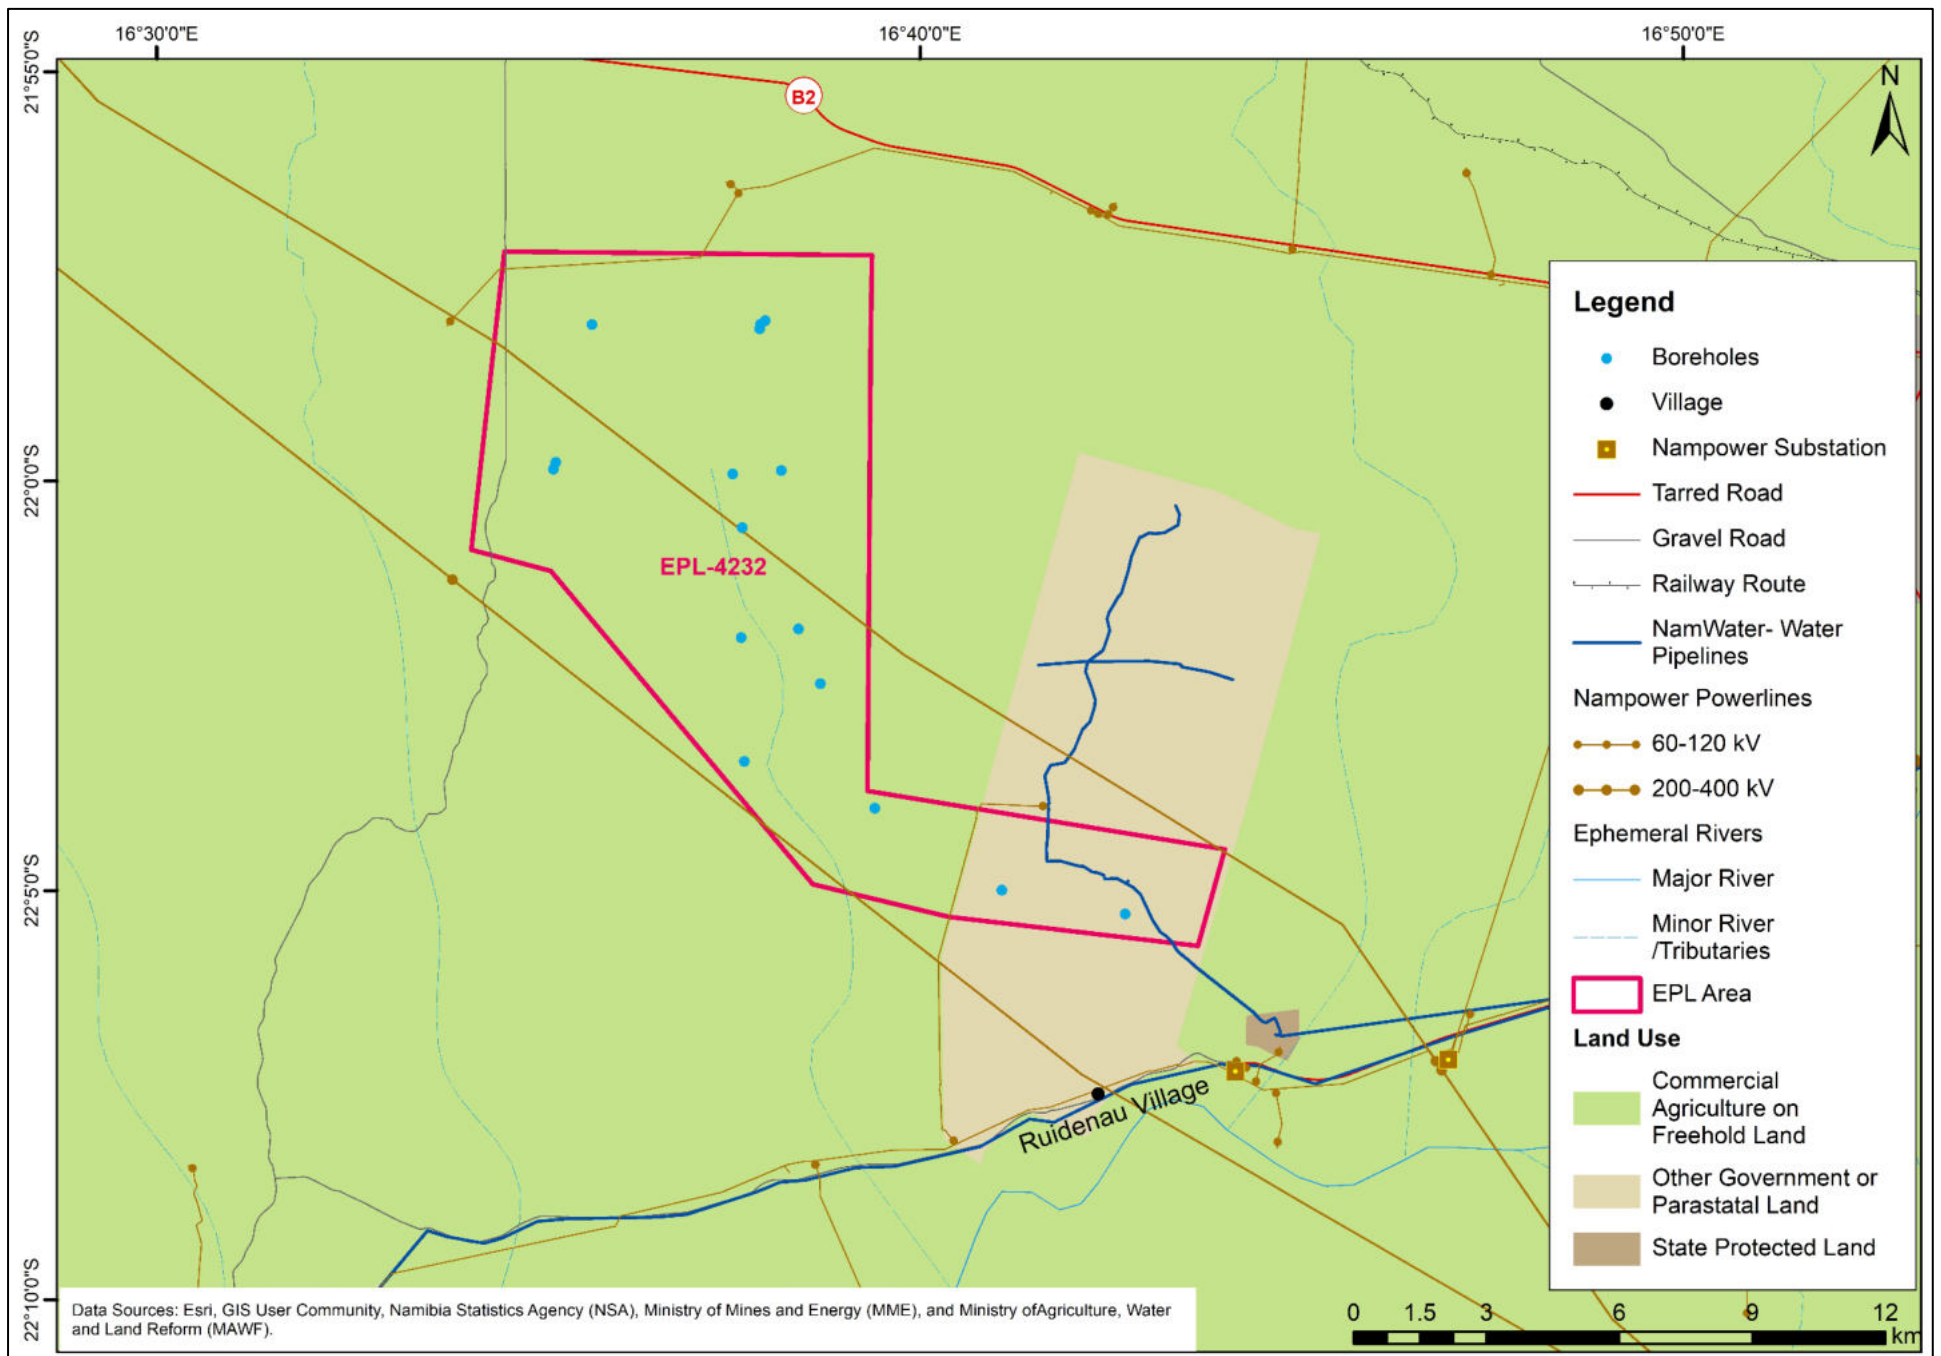 16°30'0"E
16°40'0"E
16°50'0"E
21°55'0"S
22°0'0"S
22°5'0"S
22°10'0"S
B2
N
EPL-4232
Ruidenau Village
Legend
Boreholes
Village
Nampower Substation
Tarred Road
Gravel Road
Railway Route
NamWater- Water
Pipelines
Nampower Powerlines
60-120 kV
200-400 kV
Ephemeral Rivers
Major River
Minor River
/Tributaries
EPL Area
Land Use
Commercial
Agriculture on
Freehold Land
Other Government or
Parastatal Land
State Protected Land
Data Sources: Esri, GIS User Community, Namibia Statistics Agency (NSA), Ministry of Mines and Energy (MME), and Ministry ofAgriculture, Water
and Land Reform (MAWF).
0 1.5 3 6 9 12
km